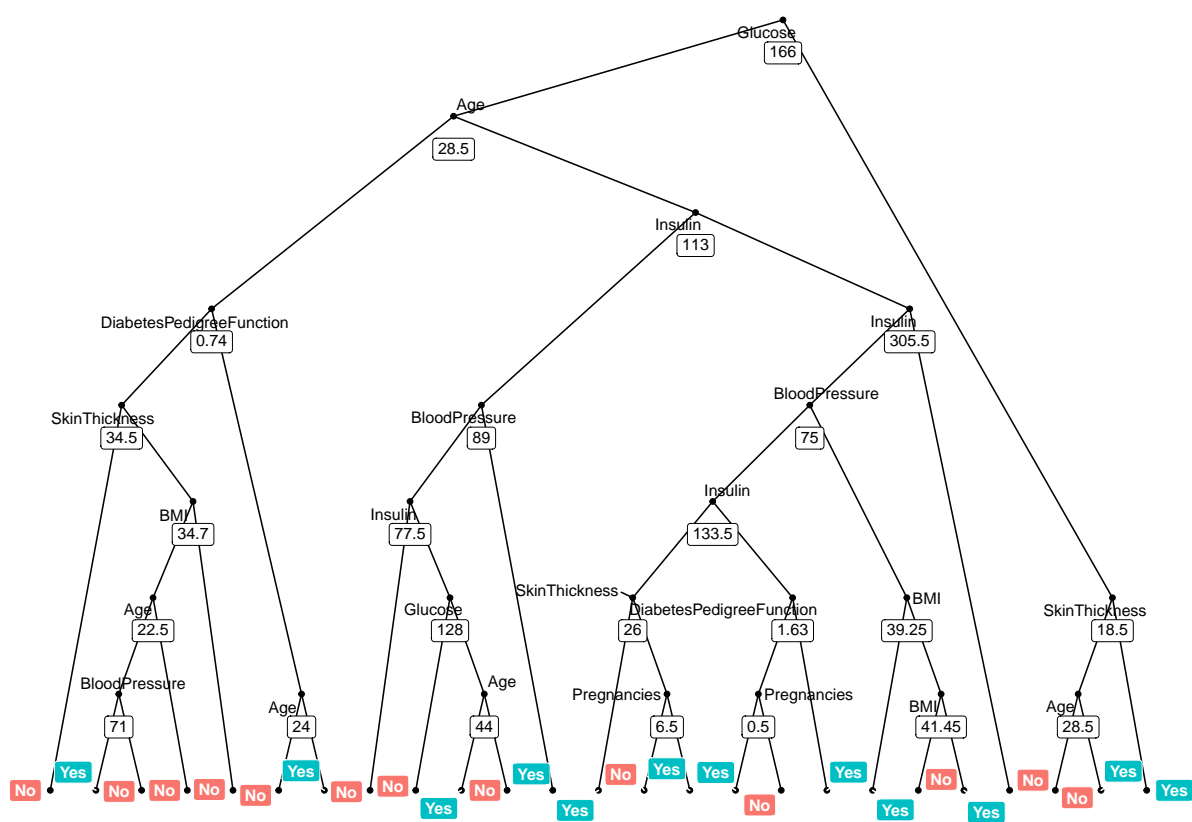 Glucose
166
Age
28.5
Insulin
113
DiabetesPedigreeFunction
0.74
Insulin
305.5
SkinThickness
34.5
BloodPressure
89
BloodPressure
75
BMI
34.7
Insulin
77.5
Insulin
133.5
Age
22.5
Glucose
128
SkinThickness
26
DiabetesPedigreeFunction
1.63
BMI
39.25
SkinThickness
18.5
BloodPressure
71
Age
24
Age
44
Pregnancies
6.5
Pregnancies
0.5
BMI
41.45
Age
28.5
No
Yes
No
No
No
No
Yes
No
No
Yes
No
Yes
Yes
No
Yes
Yes
No
Yes
Yes
No
Yes
No
No
Yes
Yes